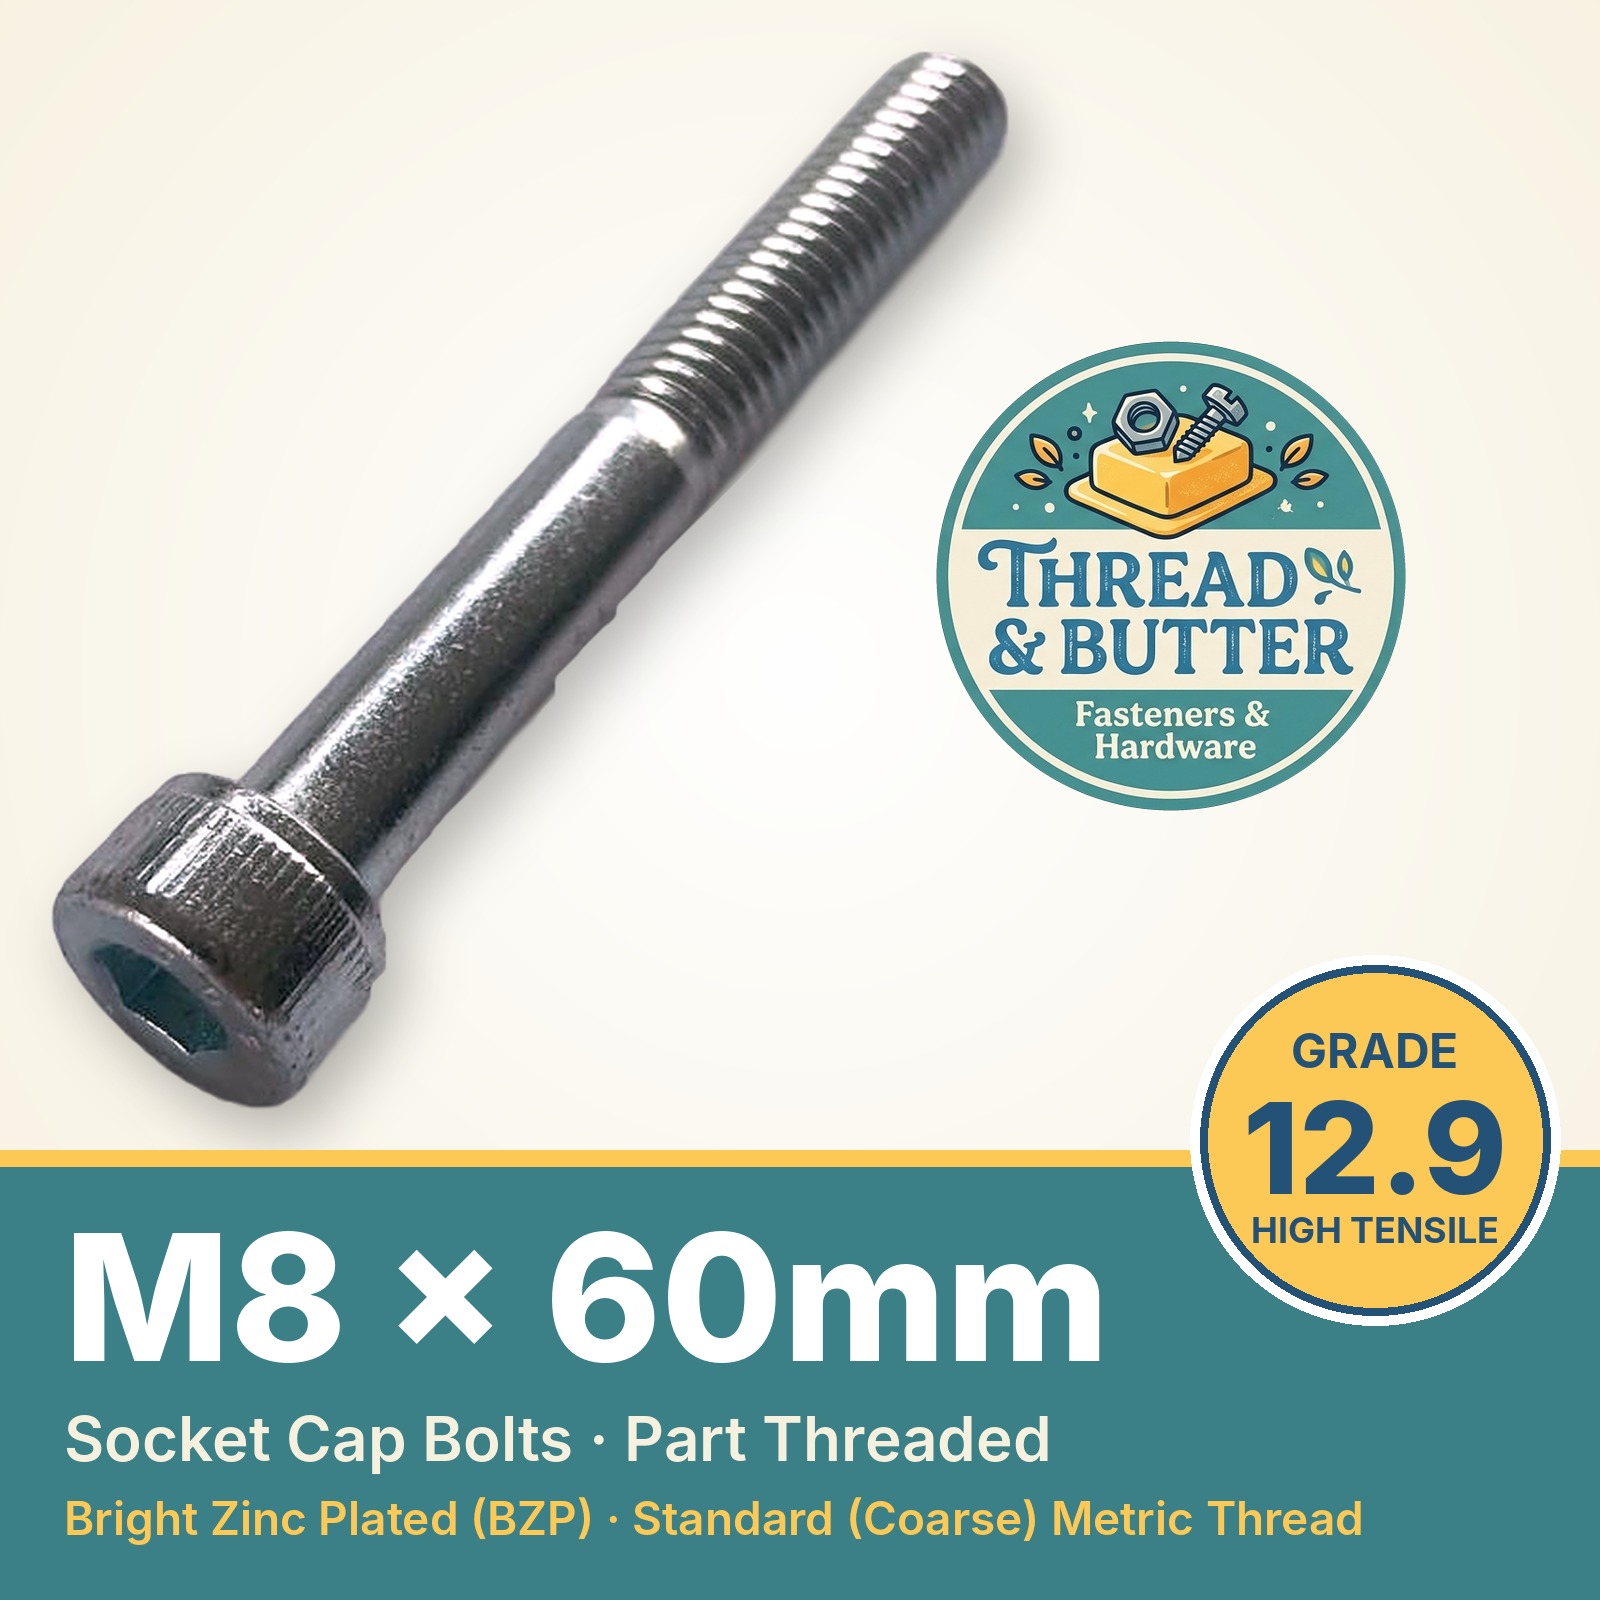 THREAD
& BUTTER
Fasteners &
Hardware
GRADE
12.9
HIGH TENSILE
M8 × 60mm
Socket Cap Bolts · Part Threaded
Bright Zinc Plated (BZP) · Standard (Coarse) Metric Thread